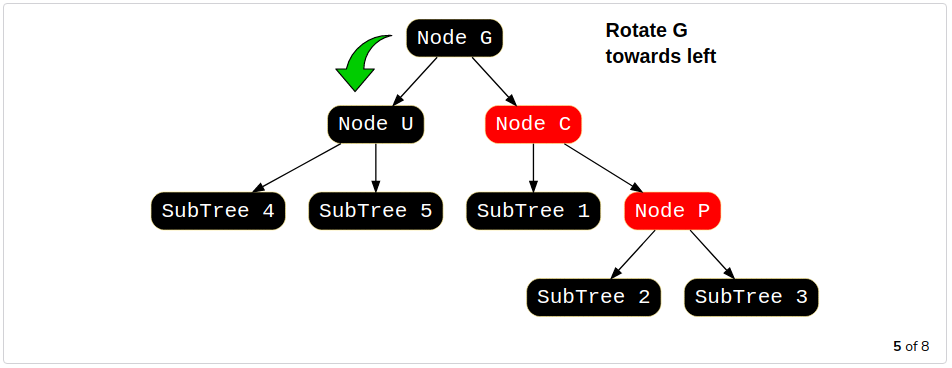 Node G
Rotate G
towards left
Node U
Node C
SubTree 4
SubTree 5
SubTree 1
Node P
SubTree 2
SubTree 3
5 of 8